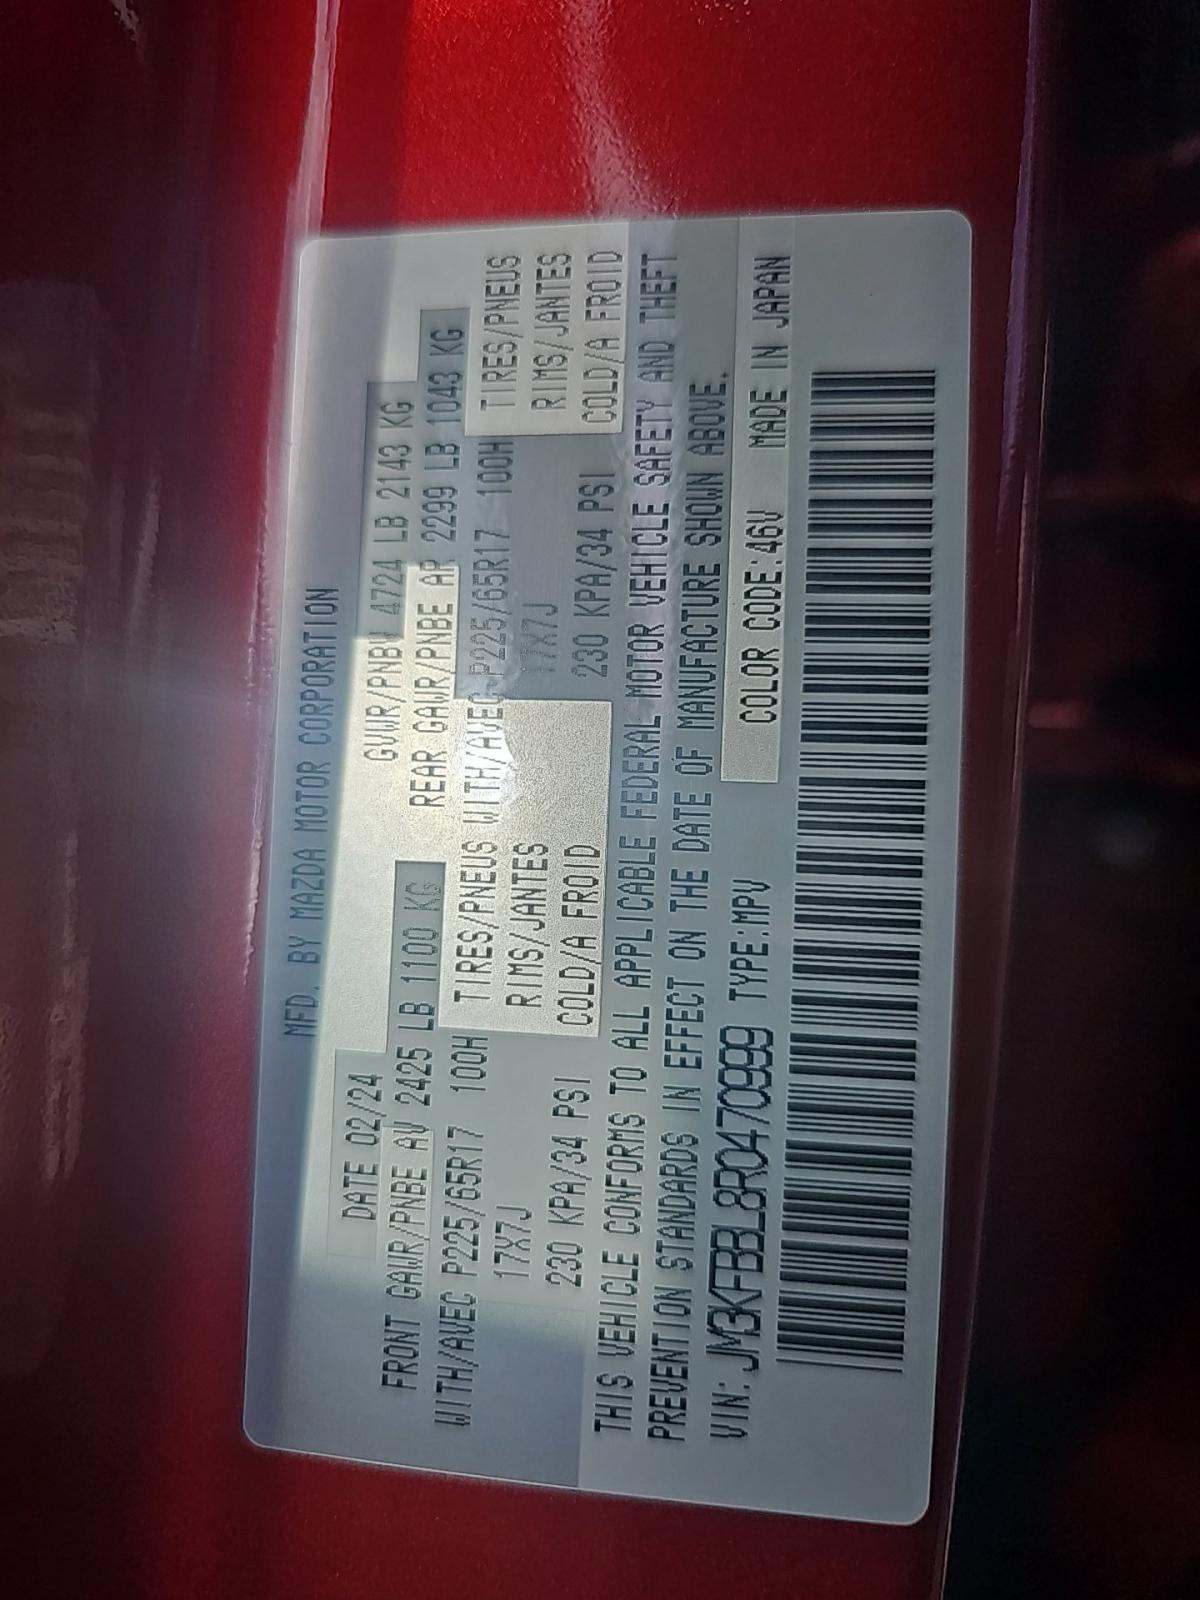 MFD. BY MAZDA MOTOR CORPORATION
DATE 02/24 GVWR/PNBV 4724 LB 2143 KG
FRONT GAWR/PNBE AV 2425 LB 1100 KG REAR GAWR/PNBE AR 2299 LB 1043 KG
WITH/AVEC P225/65R17 100H TIRES/PNEUS WITH/AVEC P225/65R17 100H TIRES/PNEUS
17X7J RIMS/JANTES 17X7J RIMS/JANTES
230 KPA/34 PSI COLD/A FROID 230 KPA/34 PSI COLD/A FROID
THIS VEHICLE CONFORMS TO ALL APPLICABLE FEDERAL MOTOR VEHICLE SAFETY AND THEFT
PREVENTION STANDARDS IN EFFECT ON THE DATE OF MANUFACTURE SHOWN ABOVE.
VIN: JM3KFBBL8R0470999 TYPE:MPV COLOR CODE:46V MADE IN JAPAN